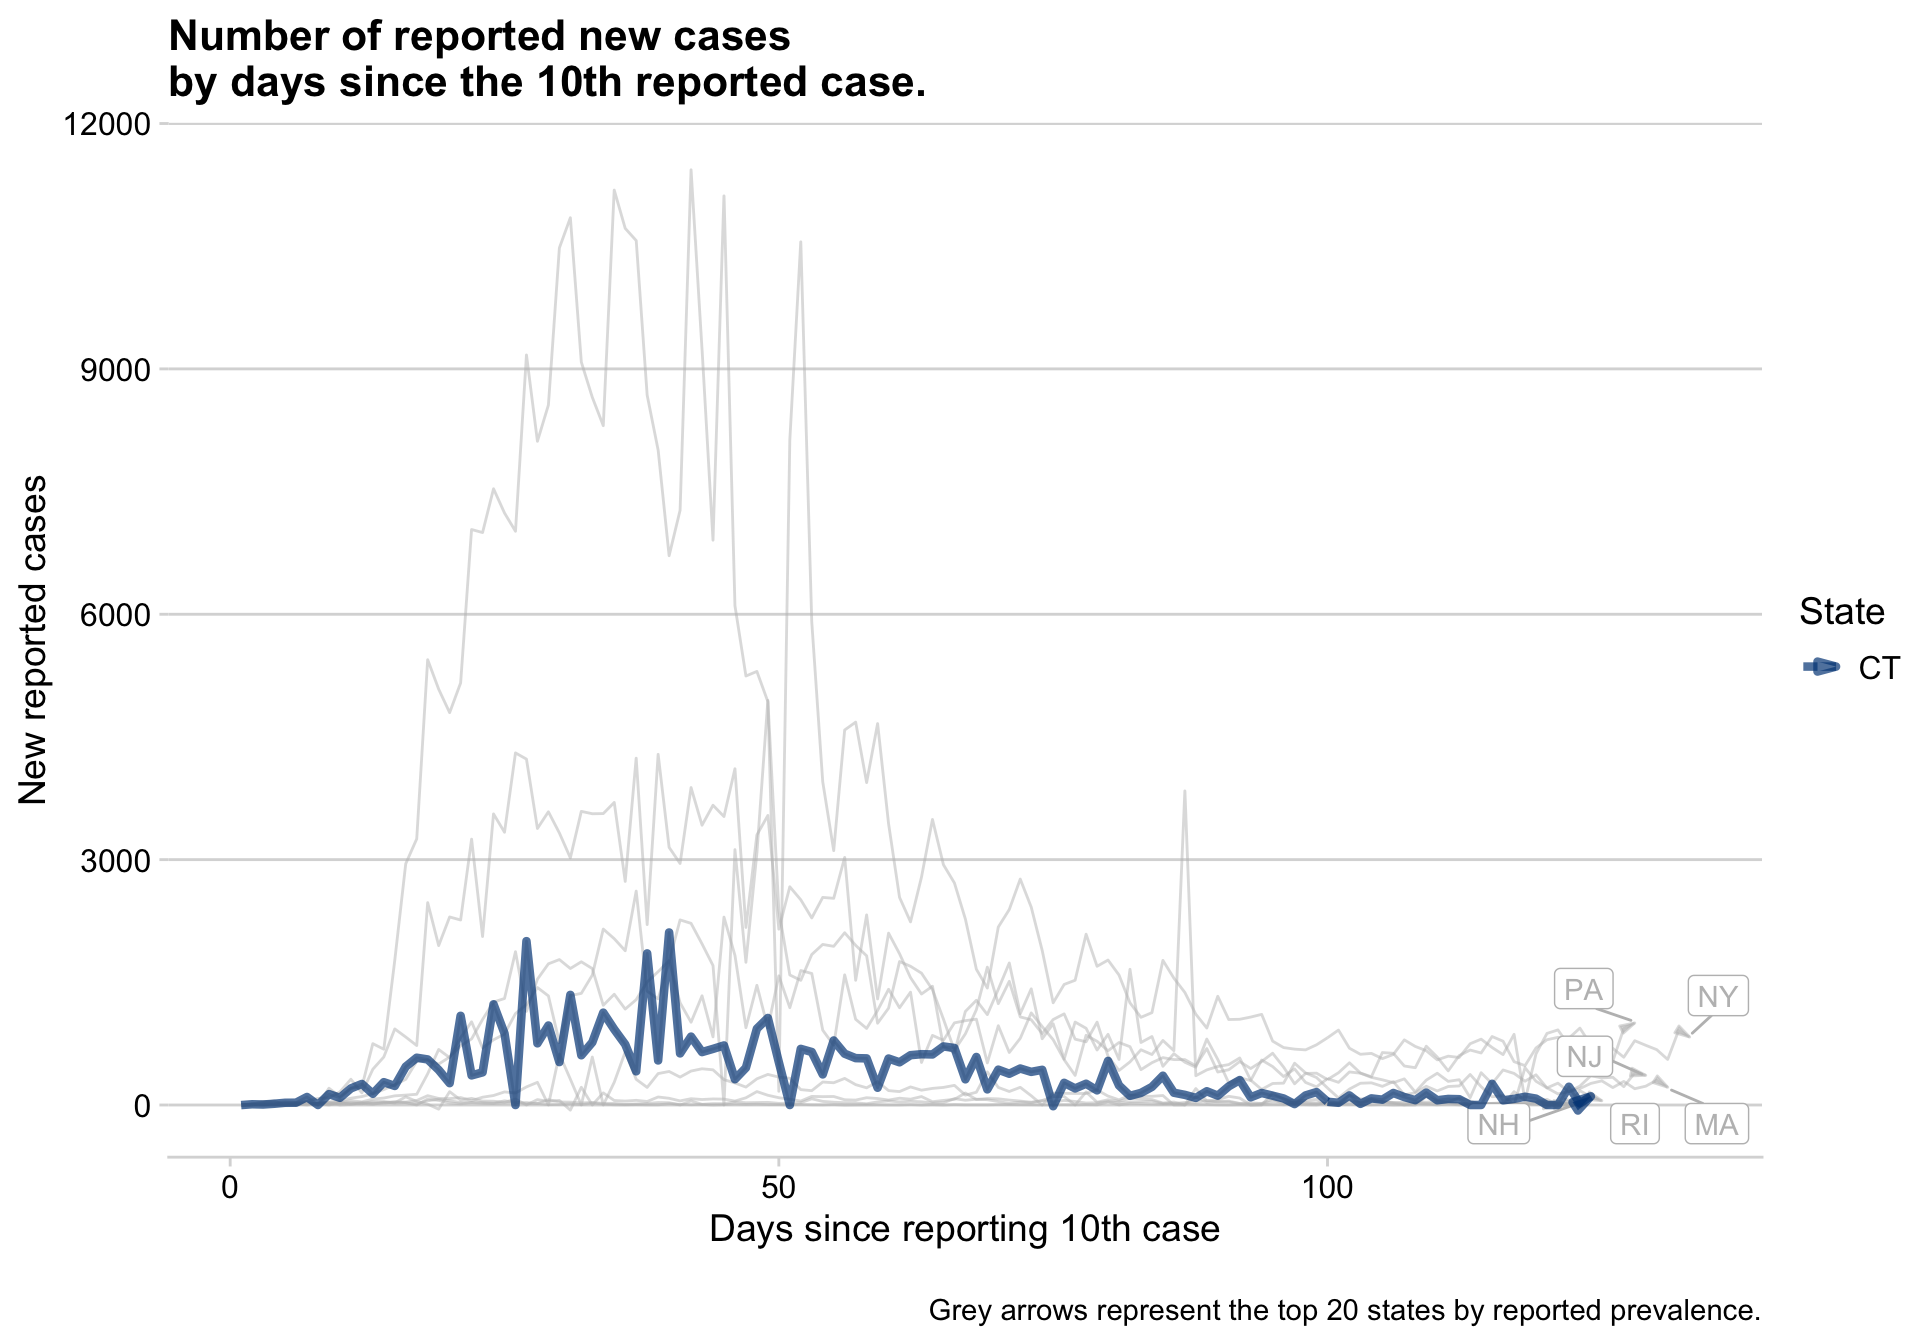 Number of reported new cases
by days since the 10th reported case.
12000
9000
6000
3000
0
New reported cases
PA
NY
NJ
NH
RI
MA
State
CT
0
50
100
Days since reporting 10th case
Grey arrows represent the top 20 states by reported prevalence.